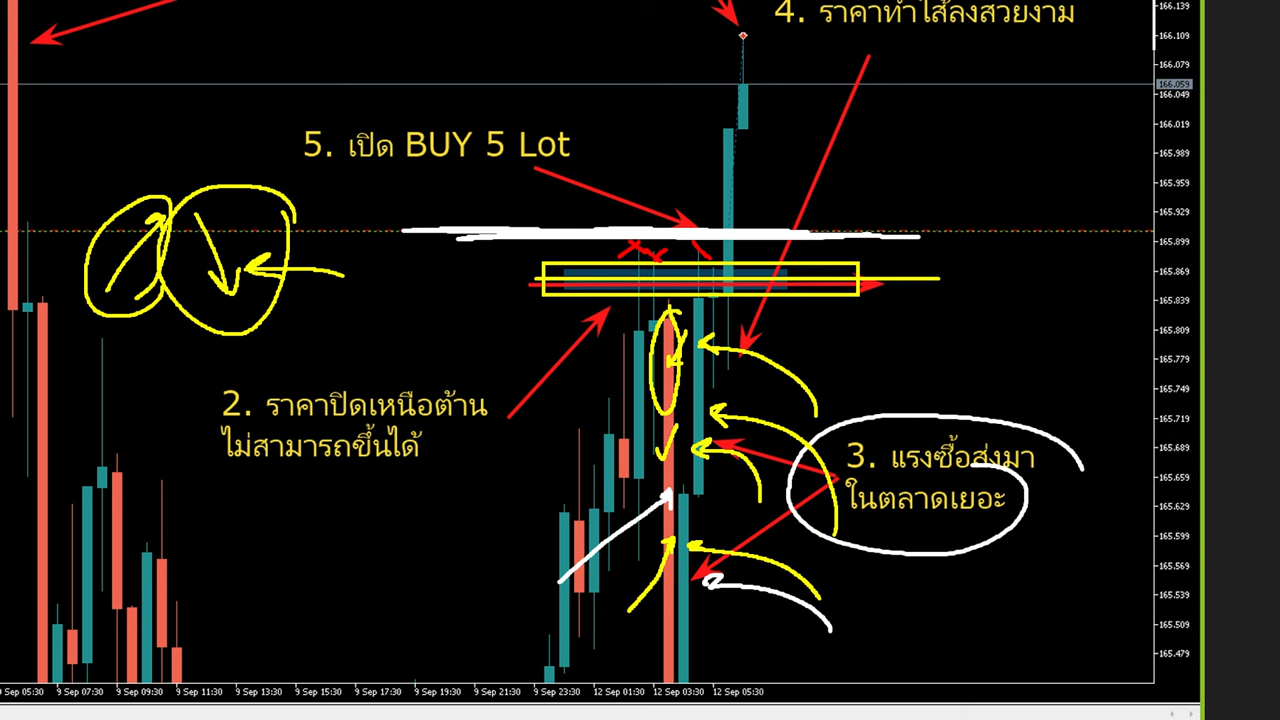 4. ราคาทำไส้ลงสวยงาม
5. เปิด BUY 5 Lot
2. ราคาปิดเหนือต้าน
ไม่สามารถขึ้นได้
3. แรงซื้อส่งมา
ในตลาดเยอะ
166.139
166.109
166.079
166.059
166.049
166.019
165.989
165.959
165.929
165.899
165.869
165.839
165.809
165.779
165.749
165.719
165.689
165.659
165.629
165.599
165.569
165.539
165.509
165.479
9 Sep 05:30
9 Sep 07:30
9 Sep 09:30
9 Sep 11:30
9 Sep 13:30
9 Sep 15:30
9 Sep 17:30
9 Sep 19:30
9 Sep 21:30
9 Sep 23:30
12 Sep 01:30
12 Sep 03:30
12 Sep 05:30